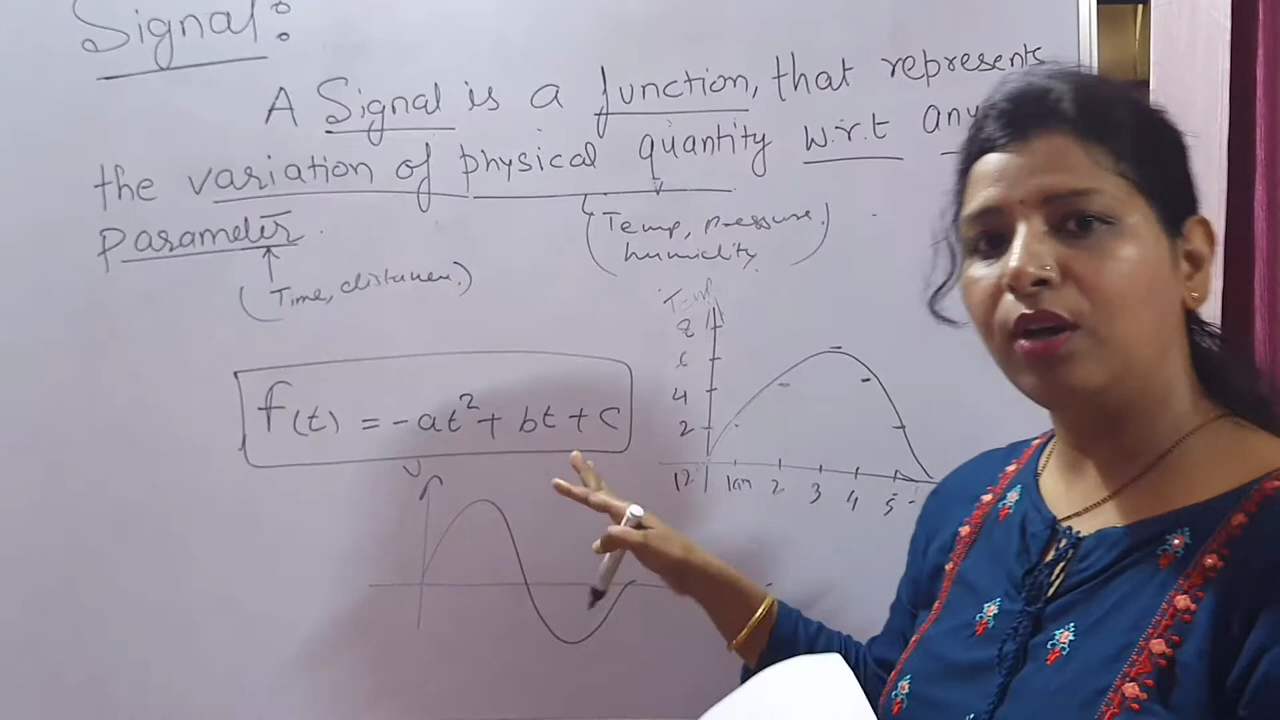 Signal:
A Signal is a function, that represents
the variation of physical quantity w.r.t any
Parameter.
(Temp, pressure.
humidity)
(Time, distance.)
Temp
8
6
4
2
12
1km 2 3 4 5
f(t) = -at²+ bt + c
V